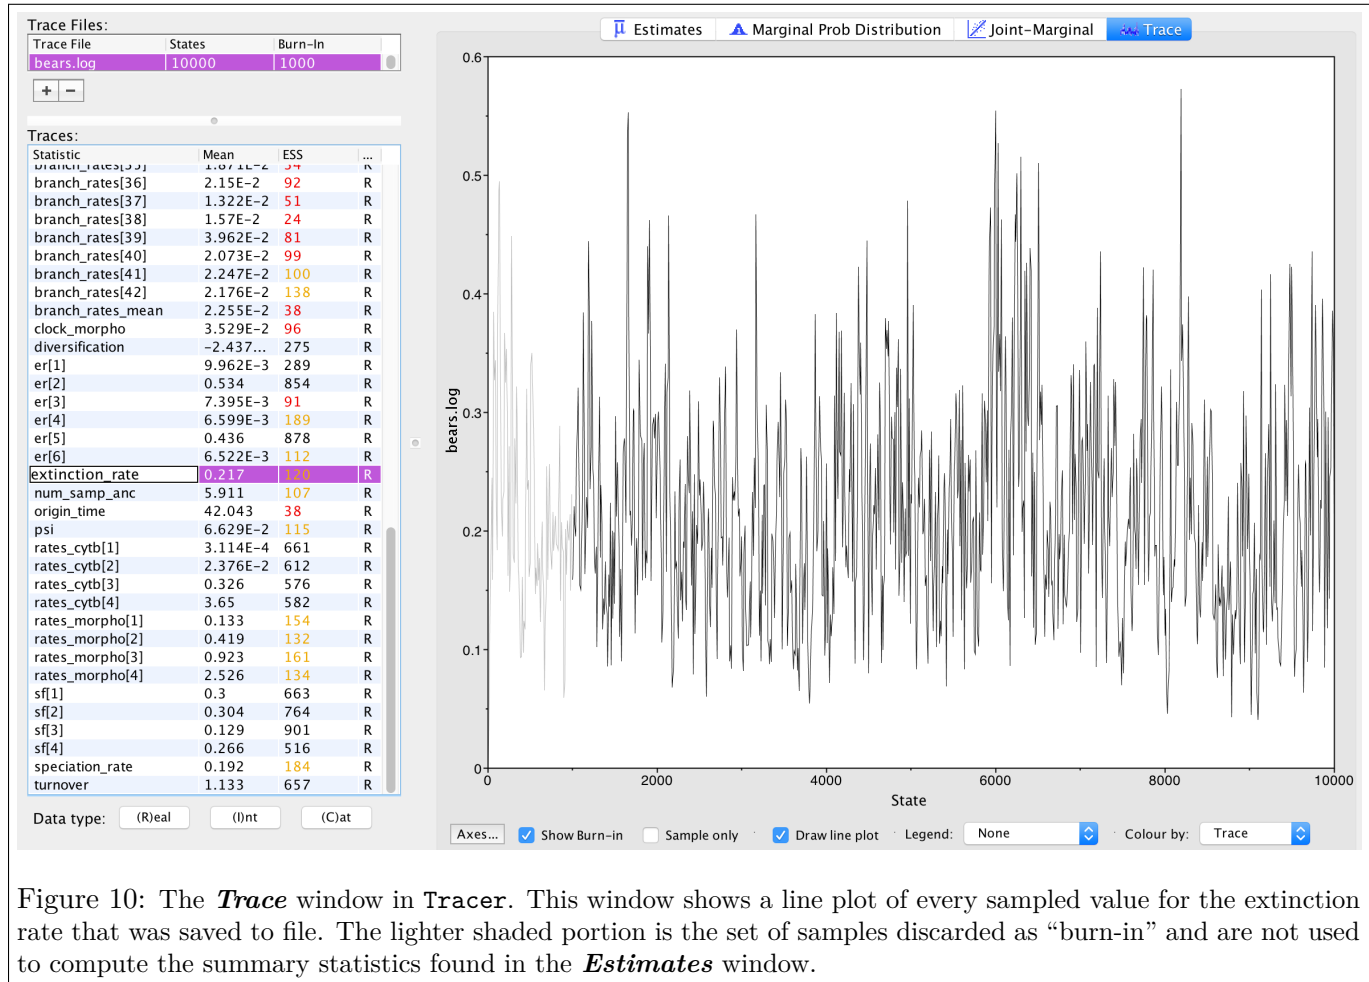 Trace Files:
Trace File States Burn-In
bears.log 10000 1000
+ −
Traces:
Statistic Mean ESS ...
branch_rates[35] 1.871E-2 54 R
branch_rates[36] 2.15E-2 92 R
branch_rates[37] 1.322E-2 51 R
branch_rates[38] 1.57E-2 24 R
branch_rates[39] 3.962E-2 81 R
branch_rates[40] 2.073E-2 99 R
branch_rates[41] 2.247E-2 100 R
branch_rates[42] 2.176E-2 138 R
branch_rates_mean 2.255E-2 38 R
clock_morpho 3.529E-2 96 R
diversification -2.437... 275 R
er[1] 9.962E-3 289 R
er[2] 0.534 854 R
er[3] 7.395E-3 91 R
er[4] 6.599E-3 189 R
er[5] 0.436 878 R
er[6] 6.522E-3 112 R
extinction_rate 0.217 120 R
num_samp_anc 5.911 107 R
origin_time 42.043 38 R
psi 6.629E-2 115 R
rates_cytb[1] 3.114E-4 661 R
rates_cytb[2] 2.376E-2 612 R
rates_cytb[3] 0.326 576 R
rates_cytb[4] 3.65 582 R
rates_morpho[1] 0.133 154 R
rates_morpho[2] 0.419 132 R
rates_morpho[3] 0.923 161 R
rates_morpho[4] 2.526 134 R
sf[1] 0.3 663 R
sf[2] 0.304 764 R
sf[3] 0.129 901 R
sf[4] 0.266 516 R
speciation_rate 0.192 184 R
turnover 1.133 657 R
Data type: (R)eal (I)nt (C)at
μ Estimates Marginal Prob Distribution Joint-Marginal Trace
0.6
0.5
0.4
0.3
0.2
0.1
0
bears.log
0 2000 4000 6000 8000 10000
State
Axes... Show Burn-in Sample only Draw line plot Legend: None Colour by: Trace
Figure 10: The Trace window in Tracer. This window shows a line plot of every sampled value for the extinction
rate that was saved to file. The lighter shaded portion is the set of samples discarded as “burn-in” and are not used
to compute the summary statistics found in the Estimates window.